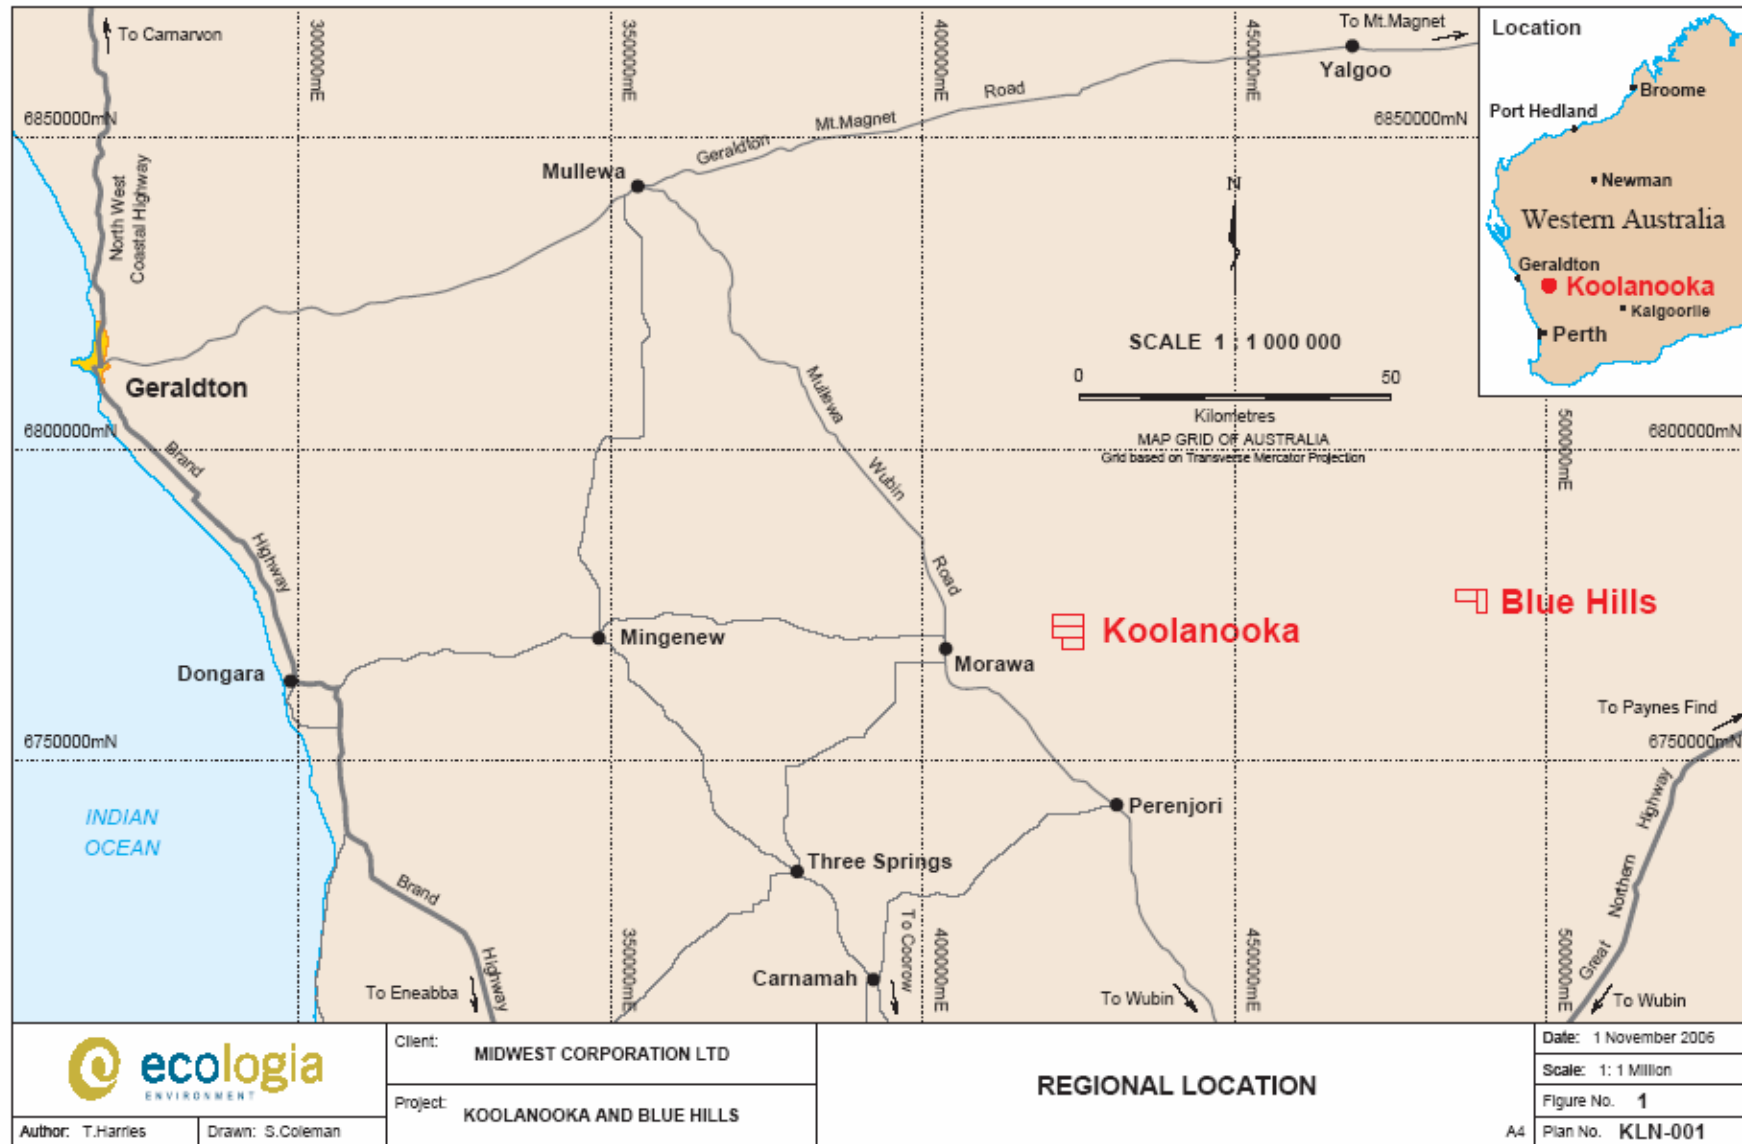 To Carnarvon
300000mE
350000mE
400000mE
450000mE
To Mt.Magnet
Yalgoo
6850000mN
6850000mN
North West
Coastal Highway
Mullewa
Geraldton
Mt.Magnet
Road
N
Location
Broome
Port Hedland
Newman
Western Australia
Geraldton
Koolanooka
Kalgoorlie
Perth
SCALE 1 : 1 000 000
0
50
Kilometres
MAP GRID OF AUSTRALIA
Grid based on Transverse Mercator Projection
Geraldton
6800000mN
6800000mN
500000mE
Brand
Highway
Mullewa
Wubin
Road
Mingenew
Morawa
Koolanooka
Blue Hills
Dongara
To Paynes Find
6750000mN
6750000mN
INDIAN
OCEAN
Perenjori
Three Springs
Highway
Northern
Great
Brand
Highway
To Eneabba
Carnamah
To Coorow
350000mE
400000mE
450000mE
500000mE
To Wubin
To Wubin
ecologia
ENVIRONMENT
Author: T.Harries
Drawn: S.Coleman
Client:
MIDWEST CORPORATION LTD
Project:
KOOLANOOKA AND BLUE HILLS
REGIONAL LOCATION
A4
Date: 1 November 2006
Scale: 1: 1 Million
Figure No. 1
Plan No. KLN-001